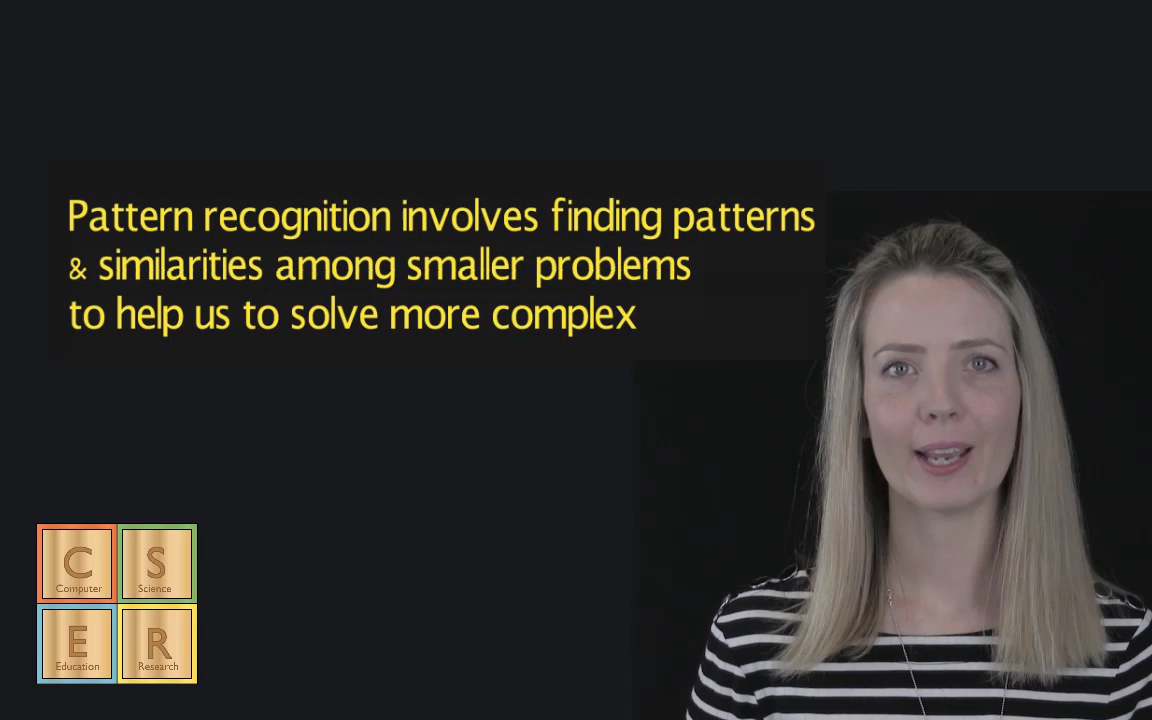 Pattern recognition involves finding patterns
& similarities among smaller problems
to help us to solve more complex
C
Computer
S
Science
E
Education
R
Research